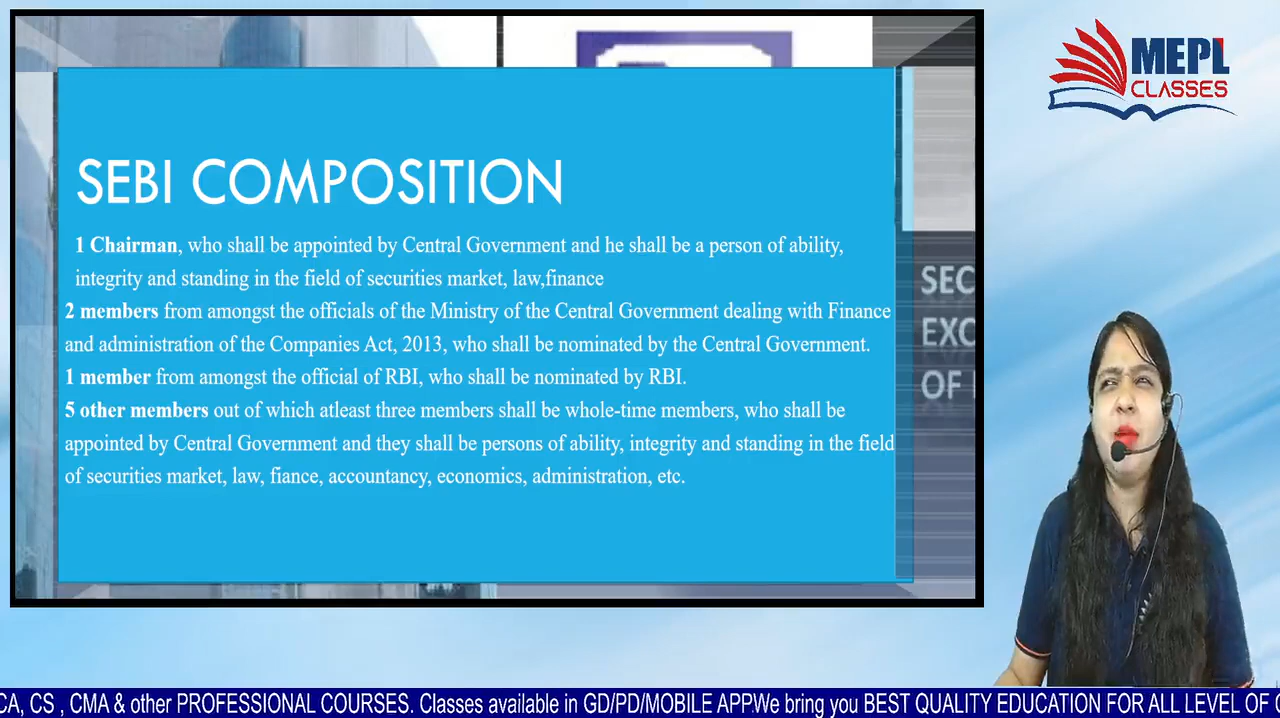 MEPL
CLASSES
SEBI COMPOSITION
1 Chairman, who shall be appointed by Central Government and he shall be a person of ability,
integrity and standing in the field of securities market, law,finance
2 members from amongst the officials of the Ministry of the Central Government dealing with Finance
and administration of the Companies Act, 2013, who shall be nominated by the Central Government.
1 member from amongst the official of RBI, who shall be nominated by RBI.
5 other members out of which atleast three members shall be whole-time members, who shall be
appointed by Central Government and they shall be persons of ability, integrity and standing in the field
of securities market, law, fiance, accountancy, economics, administration, etc.
SEC
EXC
OF
CA, CS , CMA & other PROFESSIONAL COURSES. Classes available in GD/PD/MOBILE APP.We bring you BEST QUALITY EDUCATION FOR ALL LEVEL OF